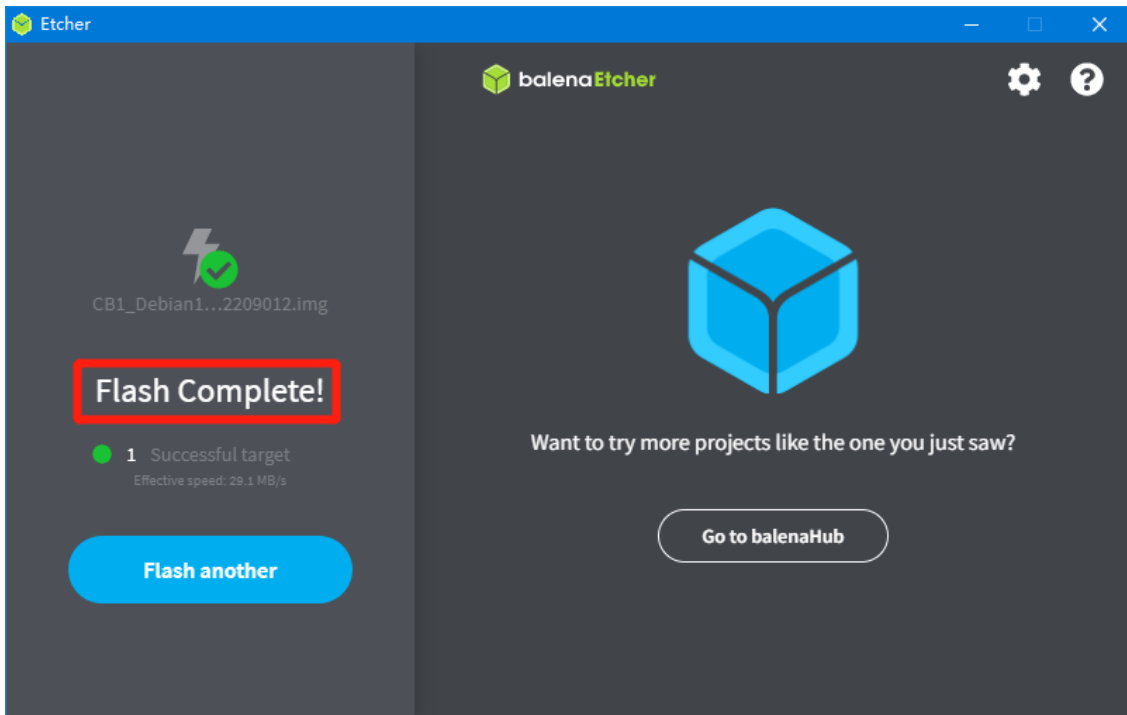 Etcher
balenaEtcher
CB1_Debian1...2209012.img
Flash Complete!
1 Successful target
Effective speed: 29.1 MB/s
Flash another
Want to try more projects like the one you just saw?
Go to balenaHub